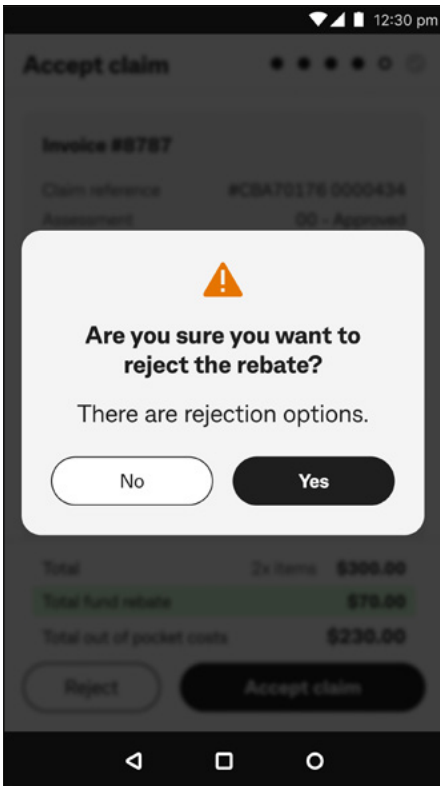 12:30 pm
Accept claim
Invoice #8787
Claim reference #CBA70176 0000434
Assessment 00 - Approved
Are you sure you want to
reject the rebate?
There are rejection options.
No Yes
Total 2x Items $300.00
Total fund rebate $70.00
Total out of pocket costs $230.00
Reject Accept claim